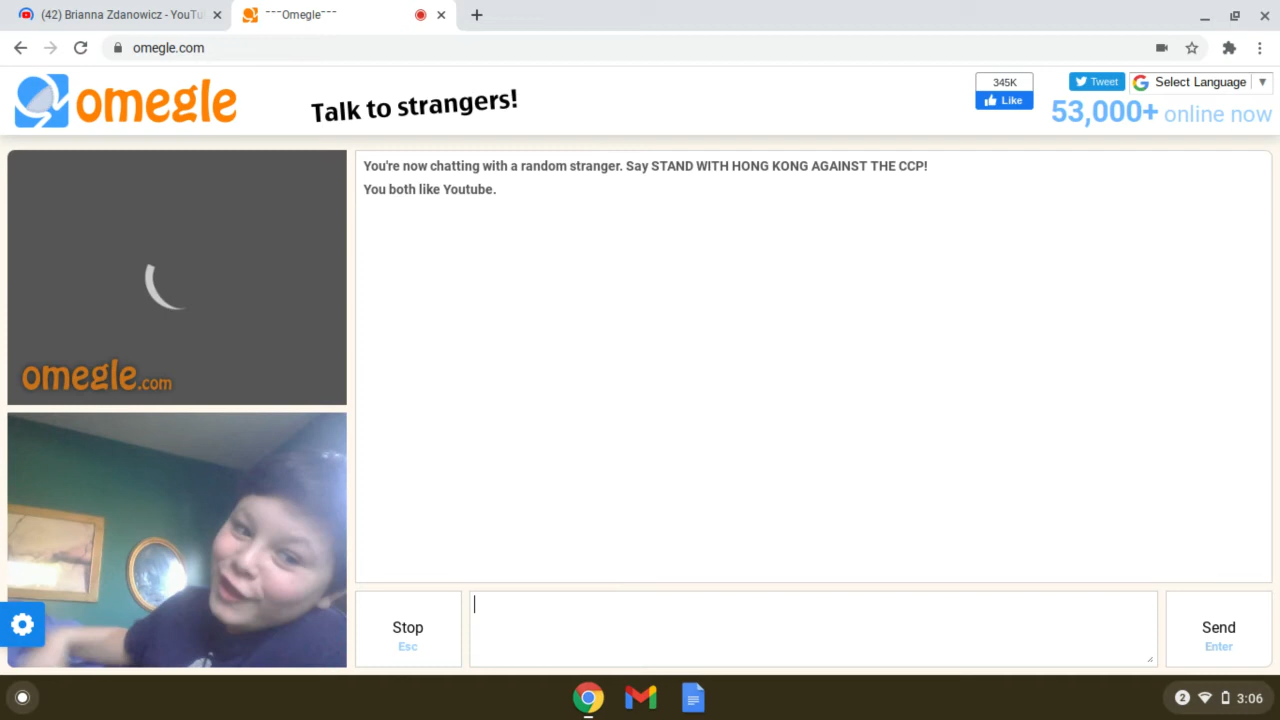 (42) Brianna Zdanowicz - YouTu
---Omegle---
omegle.com
omegle
Talk to strangers!
345K
Like
Tweet
Select Language
53,000+ online now
You're now chatting with a random stranger. Say STAND WITH HONG KONG AGAINST THE CCP!
You both like Youtube.
omegle.com
Stop
Esc
Send
Enter
2
3:06